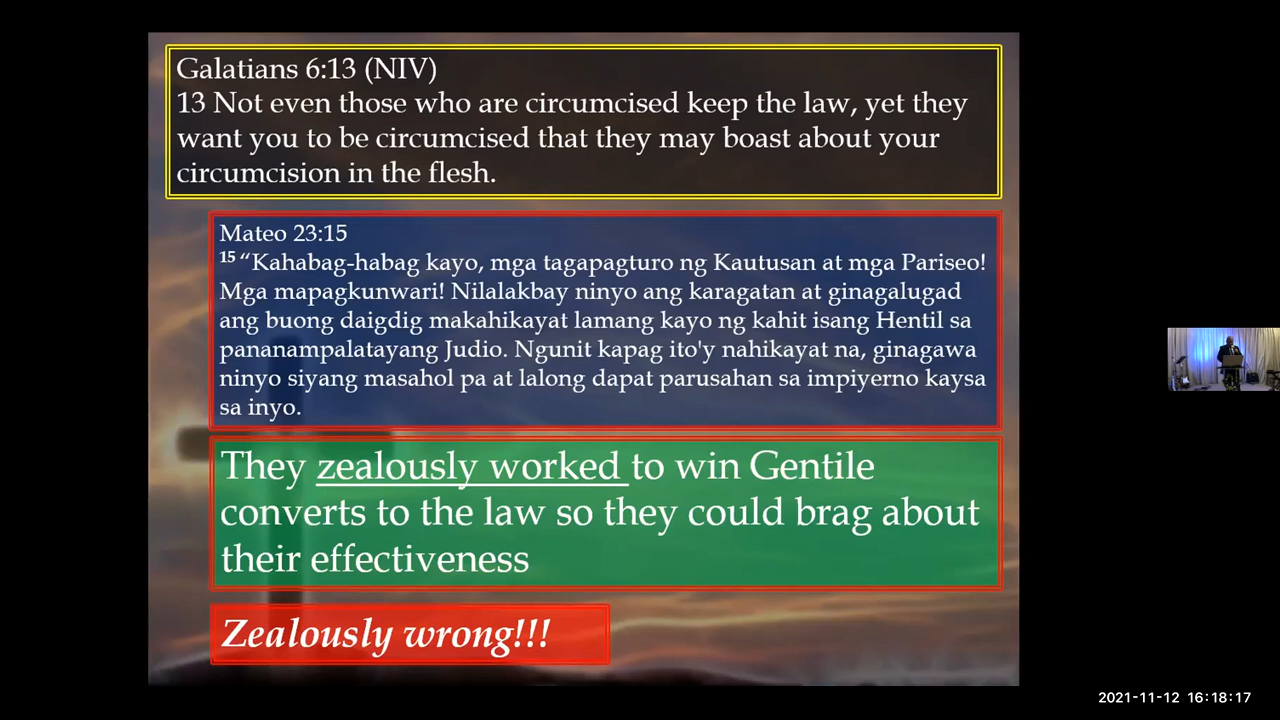 Galatians 6:13 (NIV)
13 Not even those who are circumcised keep the law, yet they
want you to be circumcised that they may boast about your
circumcision in the flesh.
Mateo 23:15
15 “Kahabag-habag kayo, mga tagapagturo ng Kautusan at mga Pariseo!
Mga mapagkunwari! Nilalakbay ninyo ang karagatan at ginagalugad
ang buong daigdig makahikayat lamang kayo ng kahit isang Hentil sa
pananampalatayang Judio. Ngunit kapag ito'y nahikayat na, ginagawa
ninyo siyang masahol pa at lalong dapat parusahan sa impiyerno kaysa
sa inyo.
They zealously worked to win Gentile
converts to the law so they could brag about
their effectiveness
Zealously wrong!!!
2021-11-12 16:18:17